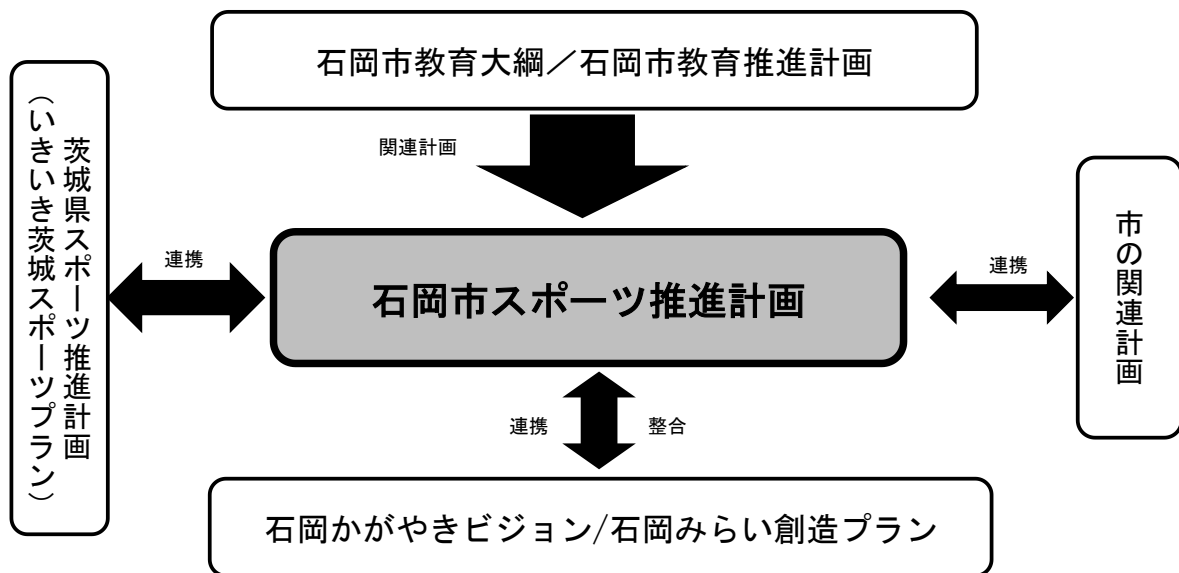 石岡市教育大綱／石岡市教育推進計画
関連計画
茨城県スポーツ推進計画
（いきいき茨城スポーツプラン）
連携
石岡市スポーツ推進計画
連携
市の関連計画
連携
整合
石岡かがやきビジョン/石岡みらい創造プラン